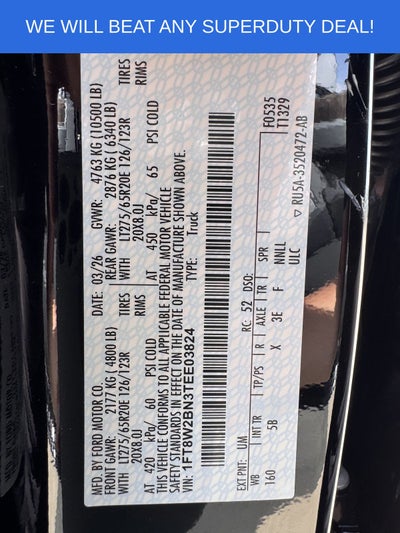 WE WILL BEAT ANY SUPERDUTY DEAL!
MFD. BY FORD MOTOR CO.
DATE: 03/26 GVWR: 4763 KG (10500 LB)
FRONT GAWR: 2177 KG (4800 LB)
REAR GAWR: 2876 KG (6340 LB)
WITH LT275/65R20E 126/123R TIRES
WITH LT275/65R20E 126/123R TIRES
20X8.0J RIMS
20X8.0J RIMS
AT 420 kPa/ 60 PSI COLD
AT 450 kPa/ 65 PSI COLD
THIS VEHICLE CONFORMS TO ALL APPLICABLE FEDERAL MOTOR VEHICLE
SAFETY STANDARDS IN EFFECT ON THE DATE OF MANUFACTURE SHOWN ABOVE.
VIN: 1FT8W2BN3TEE03824
TYPE: Truck
F0535
T1329
EXT PNT: UM RC: 52 DSO:
WB INT TR TP/PS R AXLE TR SPR
160 5B X 3E F NNLL
ULC
▽ RU5A-3520472-AB